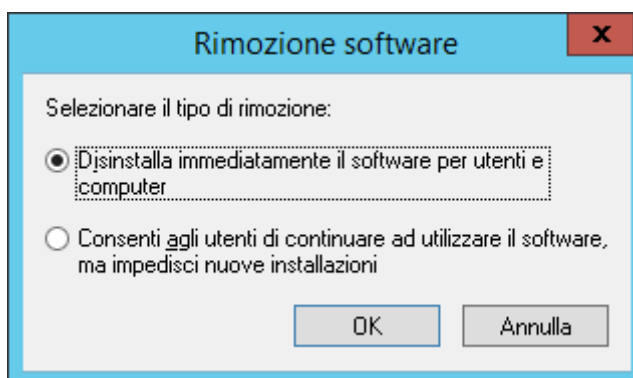 Rimozione software
x
Selezionare il tipo di rimozione:
Disinstalla immediatamente il software per utenti e
computer
Consenti agli utenti di continuare ad utilizzare il software,
ma impedisci nuove installazioni
OK Annulla